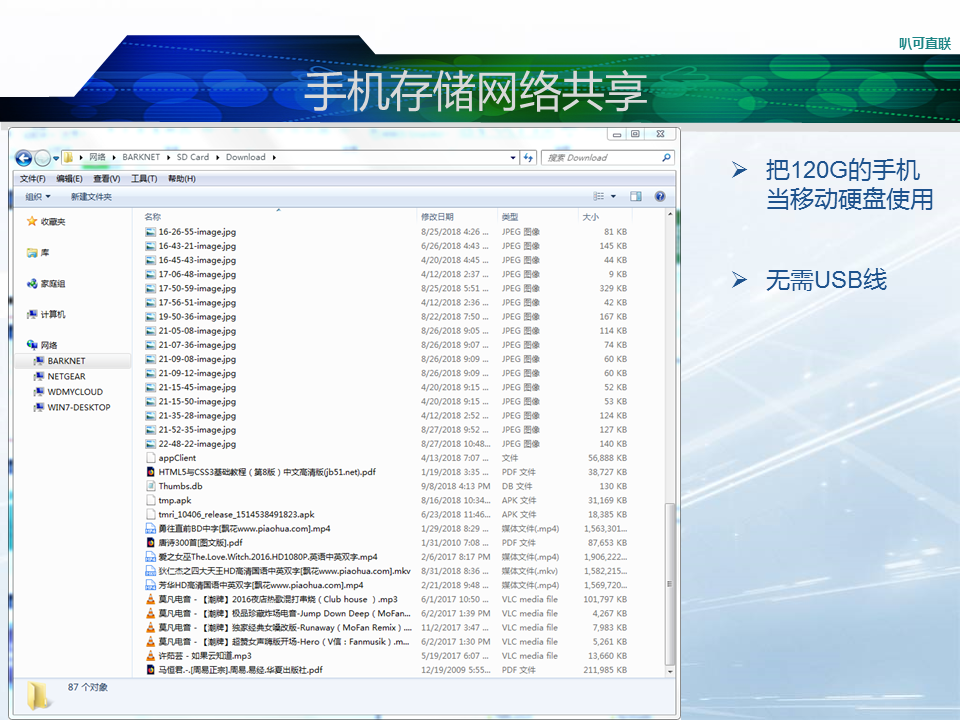 叭可直联
手机存储网络共享
网络 BARKNET SD Card Download
搜索 Download
文件(F) 编辑(E) 查看(V) 工具(T) 帮助(H)
组织 新建文件夹
收藏夹
库
家庭组
计算机
网络
BARKNET
NETGEAR
WDMYCLOUD
WIN7-DESKTOP
名称 修改日期 类型 大小
16-26-55-image.jpg 8/25/2018 4:26 ... JPEG 图像 81 KB
16-43-21-image.jpg 6/26/2018 4:43 ... JPEG 图像 145 KB
16-45-43-image.jpg 4/20/2018 4:45 ... JPEG 图像 44 KB
17-06-48-image.jpg 4/12/2018 2:37 ... JPEG 图像 9 KB
17-50-59-image.jpg 8/25/2018 5:51 ... JPEG 图像 329 KB
17-56-51-image.jpg 4/12/2018 2:36 ... JPEG 图像 42 KB
19-50-36-image.jpg 8/22/2018 7:50 ... JPEG 图像 167 KB
21-05-08-image.jpg 8/26/2018 9:05 ... JPEG 图像 114 KB
21-07-36-image.jpg 8/26/2018 9:07 ... JPEG 图像 74 KB
21-09-08-image.jpg 8/26/2018 9:09 ... JPEG 图像 60 KB
21-09-12-image.jpg 8/26/2018 9:09 ... JPEG 图像 60 KB
21-15-45-image.jpg 4/20/2018 9:15 ... JPEG 图像 52 KB
21-15-50-image.jpg 4/20/2018 9:15 ... JPEG 图像 53 KB
21-35-28-image.jpg 4/12/2018 2:52 ... JPEG 图像 124 KB
21-52-35-image.jpg 8/27/2018 9:52 ... JPEG 图像 127 KB
22-48-22-image.jpg 8/27/2018 10:48... JPEG 图像 140 KB
appClient 4/13/2018 7:07 ... 文件 56,888 KB
HTML5与CSS3基础教程（第8版）中文高清版(jb51.net).pdf 1/19/2018 3:35 ... PDF 文件 38,727 KB
Thumbs.db 9/8/2018 4:13 PM DB 文件 130 KB
tmp.apk 8/16/2018 10:34... APK 文件 31,169 KB
tmri_10406_release_1514538491823.apk 6/23/2018 11:46... APK 文件 18,385 KB
勇往直前BD中字[飘花www.piaohua.com].mp4 1/29/2018 8:29 ... 媒体文件(.mp4) 1,563,301...
唐诗300首[图文版].pdf 1/31/2010 7:08 ... PDF 文件 87,653 KB
爱之女巫The.Love.Witch.2016.HD1080P.英语中英双字.mp4 2/6/2017 8:17 PM 媒体文件(.mp4) 1,906,222...
狄仁杰之四大天王HD高清国语中英双字[飘花www.piaohua.com].mkv 8/31/2018 8:36 ... 媒体文件(.mkv) 1,582,215...
芳华HD高清国语中英双字[飘花www.piaohua.com].mp4 2/21/2018 9:48 ... 媒体文件(.mp4) 1,569,720...
莫凡电音 - 【潮牌】2016夜店热歌混打串烧（Club house ）.mp3 6/1/2017 10:50 ... VLC media file 101,797 KB
莫凡电音 - 【潮牌】极品珍藏炸场电音-Jump Down Deep（MoFan... 6/2/2017 1:39 PM VLC media file 4,267 KB
莫凡电音 - 【潮牌】独家经典女嗓改版-Runaway（MoFan Remix）.... 11/2/2017 3:47 ... VLC media file 7,983 KB
莫凡电音 - 【潮牌】超赞女声嗨版开场-Hero（V信：Fanmusik）.m... 6/2/2017 1:30 PM VLC media file 5,261 KB
许茹芸 - 如果云知道.mp3 5/19/2017 6:07 ... VLC media file 13,660 KB
马恒君.-.[周易正宗].周易.易经.华夏出版社.pdf 12/19/2009 5:55... PDF 文件 211,985 KB
87 个对象
把120G的手机
当移动硬盘使用
无需USB线